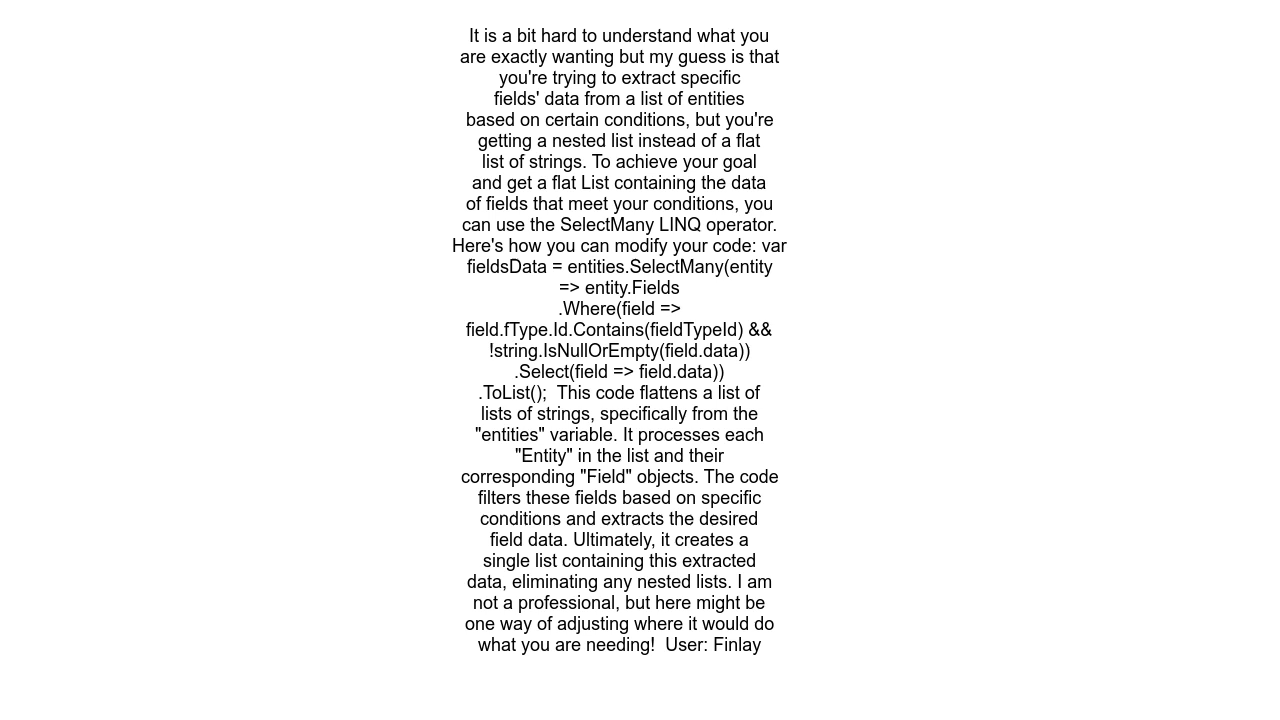 It is a bit hard to understand what you
are exactly wanting but my guess is that
you're trying to extract specific
fields' data from a list of entities
based on certain conditions, but you're
getting a nested list instead of a flat
list of strings. To achieve your goal
and get a flat List containing the data
of fields that meet your conditions, you
can use the SelectMany LINQ operator.
Here's how you can modify your code: var
fieldsData = entities.SelectMany(entity
=> entity.Fields
.Where(field =>
field.fType.Id.Contains(fieldTypeId) &&
!string.IsNullOrEmpty(field.data))
.Select(field => field.data))
.ToList();  This code flattens a list of
lists of strings, specifically from the
"entities" variable. It processes each
"Entity" in the list and their
corresponding "Field" objects. The code
filters these fields based on specific
conditions and extracts the desired
field data. Ultimately, it creates a
single list containing this extracted
data, eliminating any nested lists. I am
not a professional, but here might be
one way of adjusting where it would do
what you are needing!  User: Finlay